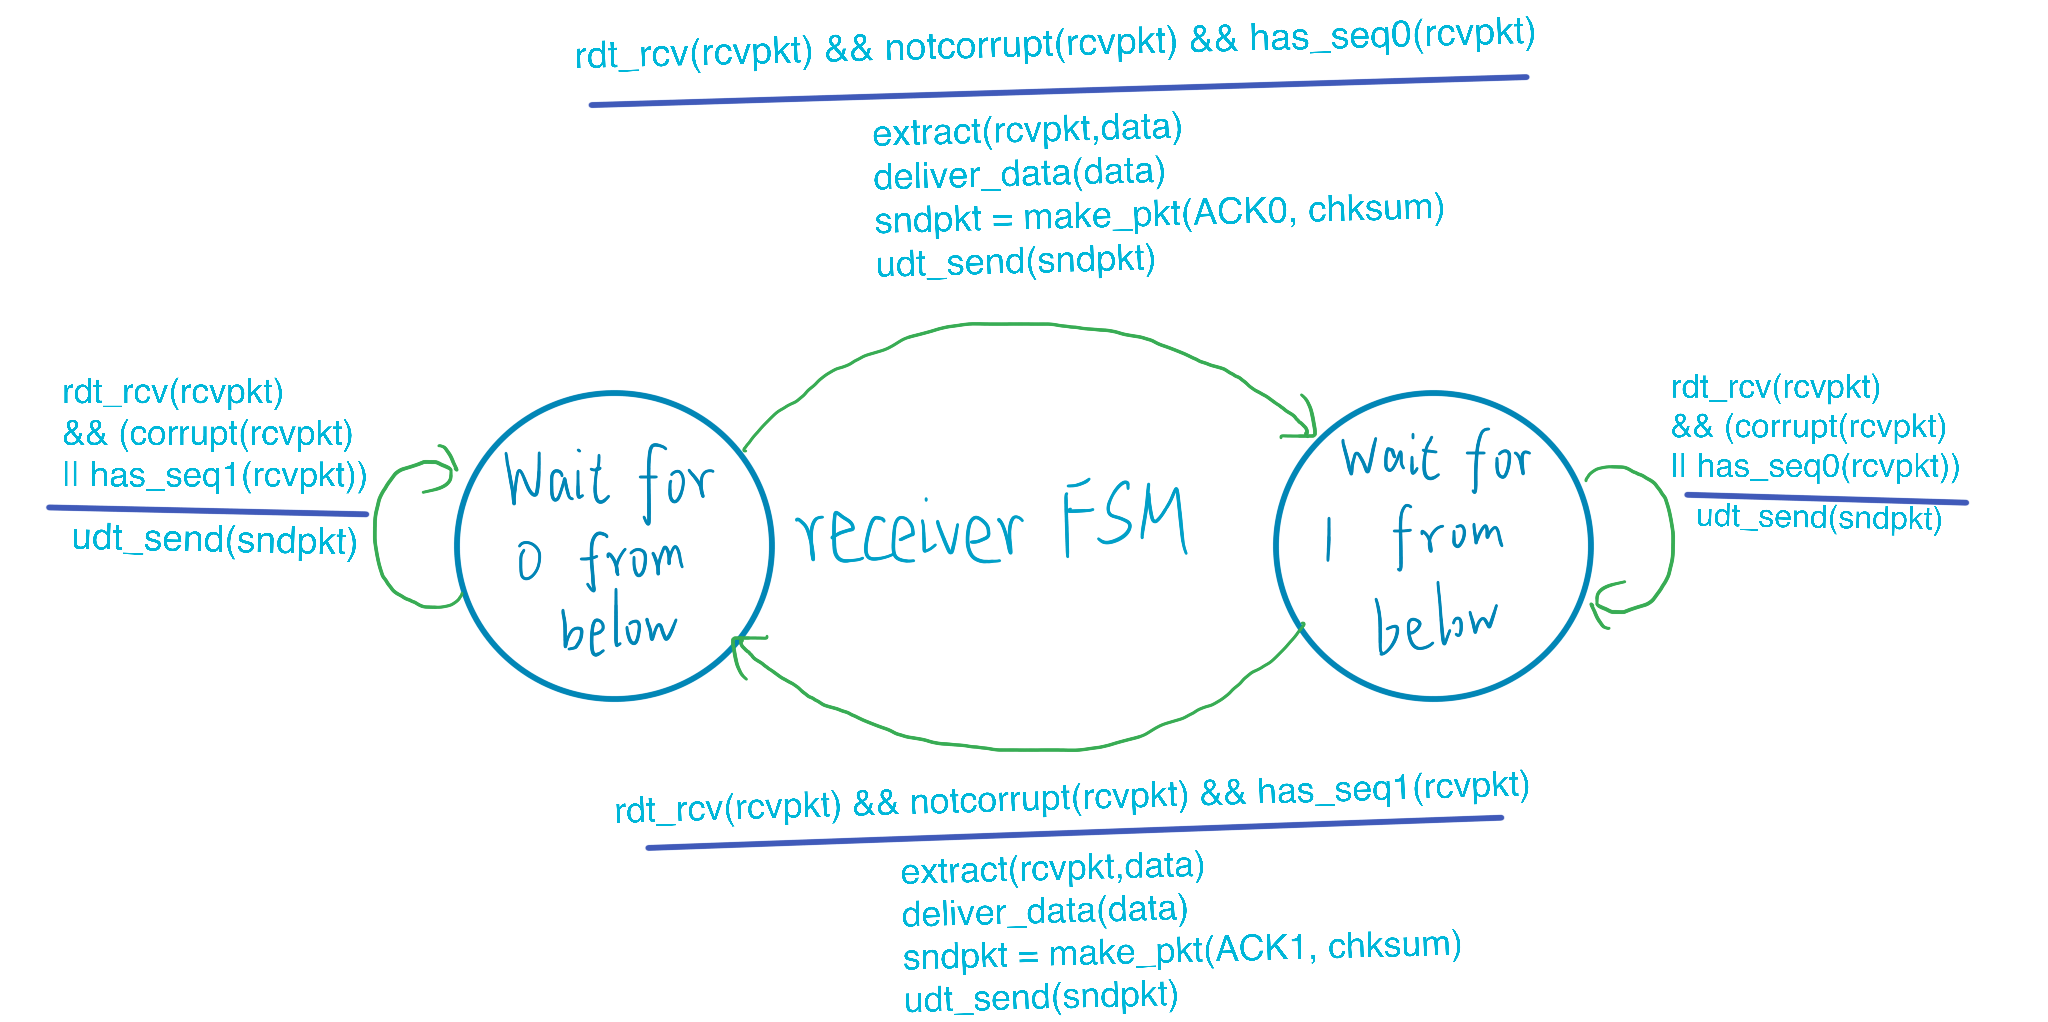 rdt_rcv(rcvpkt) && notcorrupt(rcvpkt) && has_seq0(rcvpkt)
extract(rcvpkt,data)
deliver_data(data)
sndpkt = make_pkt(ACK0, chksum)
udt_send(sndpkt)
rdt_rcv(rcvpkt)
&& (corrupt(rcvpkt)
|| has_seq1(rcvpkt))
udt_send(sndpkt)
Wait for
0 from
below
receiver FSM
Wait for
1 from
below
rdt_rcv(rcvpkt)
&& (corrupt(rcvpkt)
|| has_seq0(rcvpkt))
udt_send(sndpkt)
rdt_rcv(rcvpkt) && notcorrupt(rcvpkt) && has_seq1(rcvpkt)
extract(rcvpkt,data)
deliver_data(data)
sndpkt = make_pkt(ACK1, chksum)
udt_send(sndpkt)